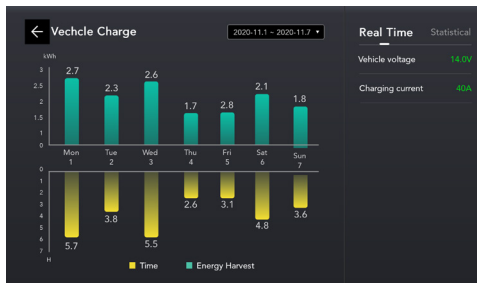 Vechcle Charge
2020-11.1 ~ 2020-11.7
Real Time Statistical
Vehicle voltage 14.0V
Charging current 40A
kWh
3
2.5
2
1.5
1
0
2.7 2.3 2.6 1.7 2.8 2.1 1.8
Mon Tue Wed Thu Fri Sat Sun
1 2 3 4 5 6 7
0
1
2
3
4
5
6
7
H
5.7 3.8 5.5 2.6 3.1 4.8 3.6
Time Energy Harvest